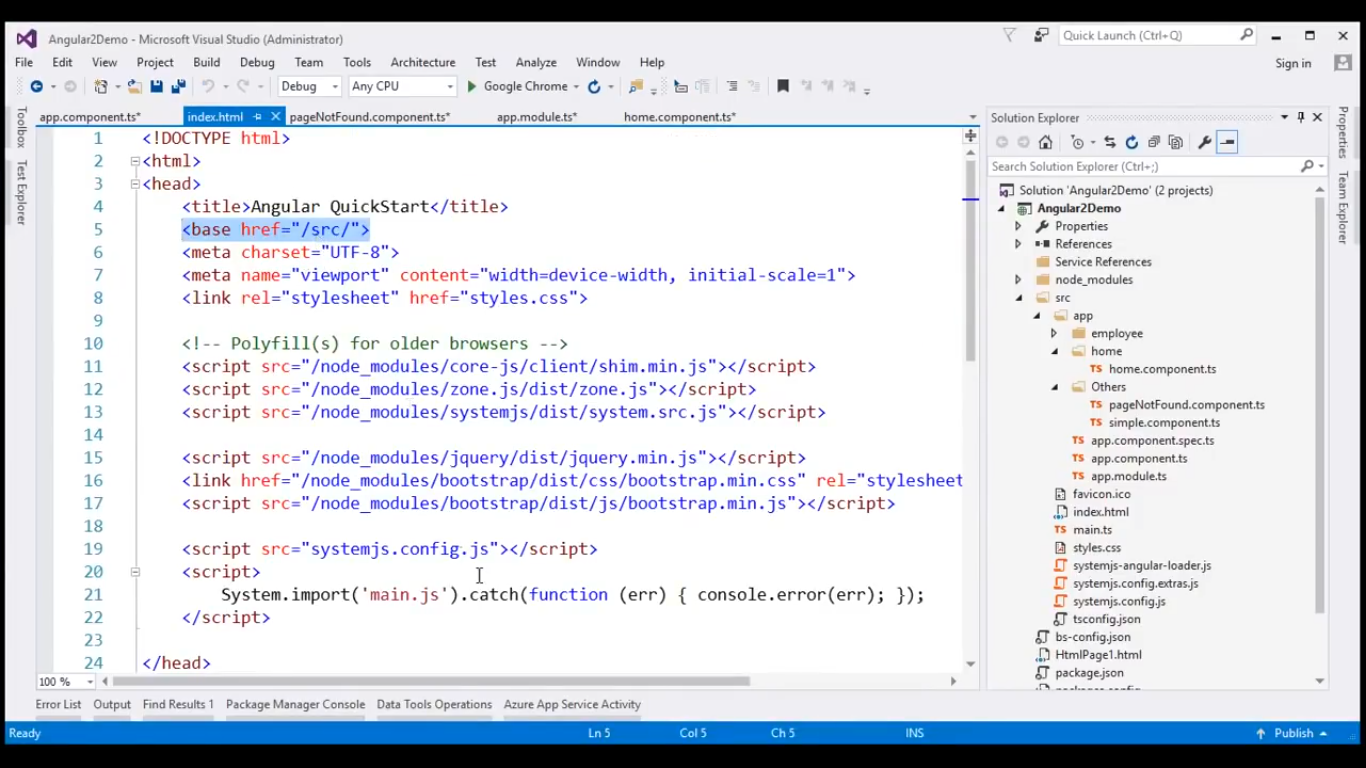 Angular2Demo - Microsoft Visual Studio (Administrator)
Quick Launch (Ctrl+Q)
File Edit View Project Build Debug Team Tools Architecture Test Analyze Window Help
Sign in
Debug Any CPU Google Chrome
Toolbox
Test Explorer
app.component.ts* index.html pageNotFound.component.ts* app.module.ts* home.component.ts*
1 <!DOCTYPE html>
2 <html>
3 <head>
4 <title>Angular QuickStart</title>
5 <base href="/src/">
6 <meta charset="UTF-8">
7 <meta name="viewport" content="width=device-width, initial-scale=1">
8 <link rel="stylesheet" href="styles.css">
9
10 <!-- Polyfill(s) for older browsers -->
11 <script src="/node_modules/core-js/client/shim.min.js"></script>
12 <script src="/node_modules/zone.js/dist/zone.js"></script>
13 <script src="/node_modules/systemjs/dist/system.src.js"></script>
14
15 <script src="/node_modules/jquery/dist/jquery.min.js"></script>
16 <link href="/node_modules/bootstrap/dist/css/bootstrap.min.css" rel="stylesheet
17 <script src="/node_modules/bootstrap/dist/js/bootstrap.min.js"></script>
18
19 <script src="systemjs.config.js"></script>
20 <script>
21 System.import('main.js').catch(function (err) { console.error(err); });
22 </script>
23
24 </head>
100 %
Solution Explorer
Search Solution Explorer (Ctrl+;)
Solution 'Angular2Demo' (2 projects)
Angular2Demo
Properties
References
Service References
node_modules
src
app
employee
home
home.component.ts
Others
pageNotFound.component.ts
simple.component.ts
app.component.spec.ts
app.component.ts
app.module.ts
favicon.ico
index.html
main.ts
styles.css
systemjs-angular-loader.js
systemjs.config.extras.js
systemjs.config.js
tsconfig.json
bs-config.json
HtmlPage1.html
package.json
Properties
Team Explorer
Error List Output Find Results 1 Package Manager Console Data Tools Operations Azure App Service Activity
Ready Ln 5 Col 5 Ch 5 INS Publish